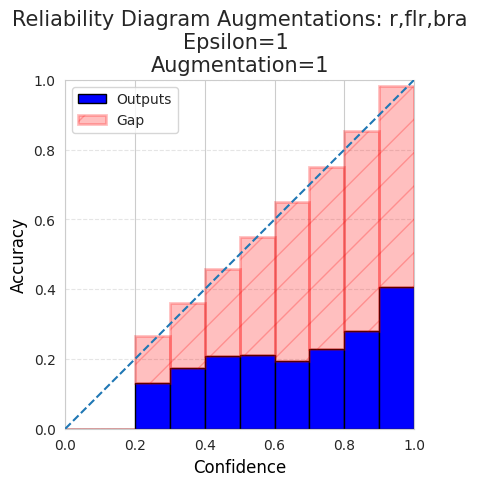 Reliability Diagram Augmentations: r,flr,bra
Epsilon=1
Augmentation=1
Outputs
Gap
1.0
0.8
0.6
0.4
0.2
0.0
Accuracy
0.0 0.2 0.4 0.6 0.8 1.0
Confidence